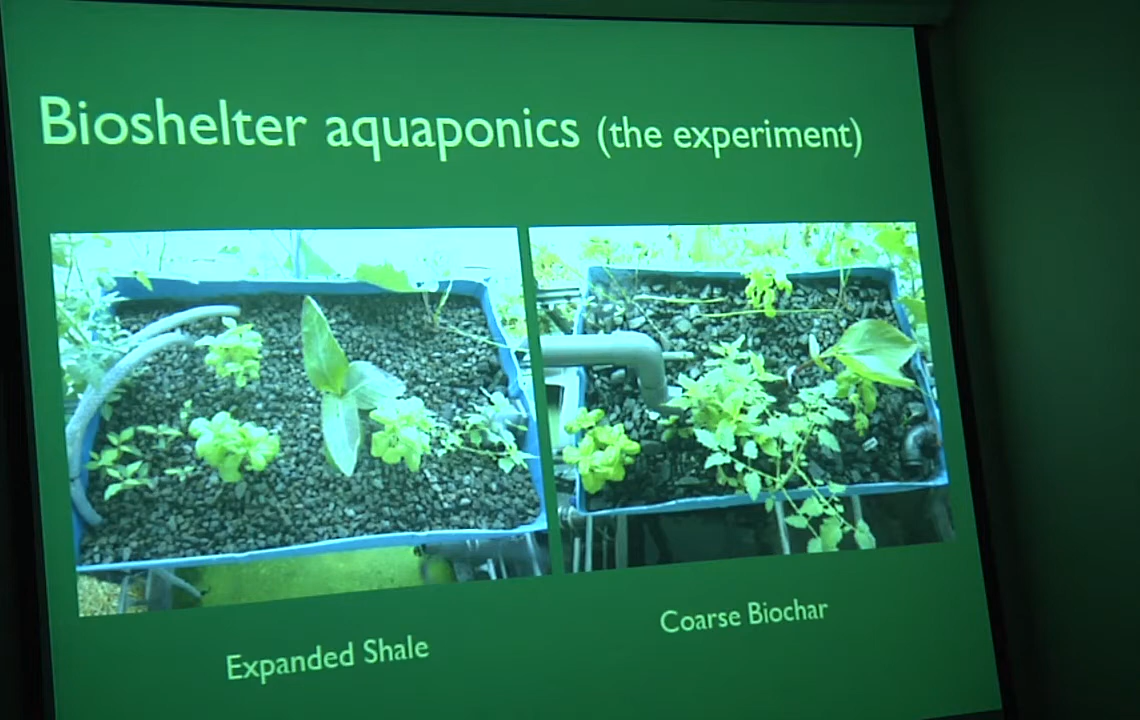 Bioshelter aquaponics (the experiment)
Expanded Shale
Coarse Biochar